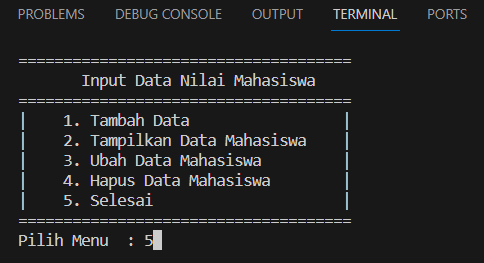 PROBLEMS DEBUG CONSOLE OUTPUT TERMINAL PORTS
=====================================
Input Data Nilai Mahasiswa
=====================================
| 1. Tambah Data |
| 2. Tampilkan Data Mahasiswa |
| 3. Ubah Data Mahasiswa |
| 4. Hapus Data Mahasiswa |
| 5. Selesai |
=====================================
Pilih Menu : 5